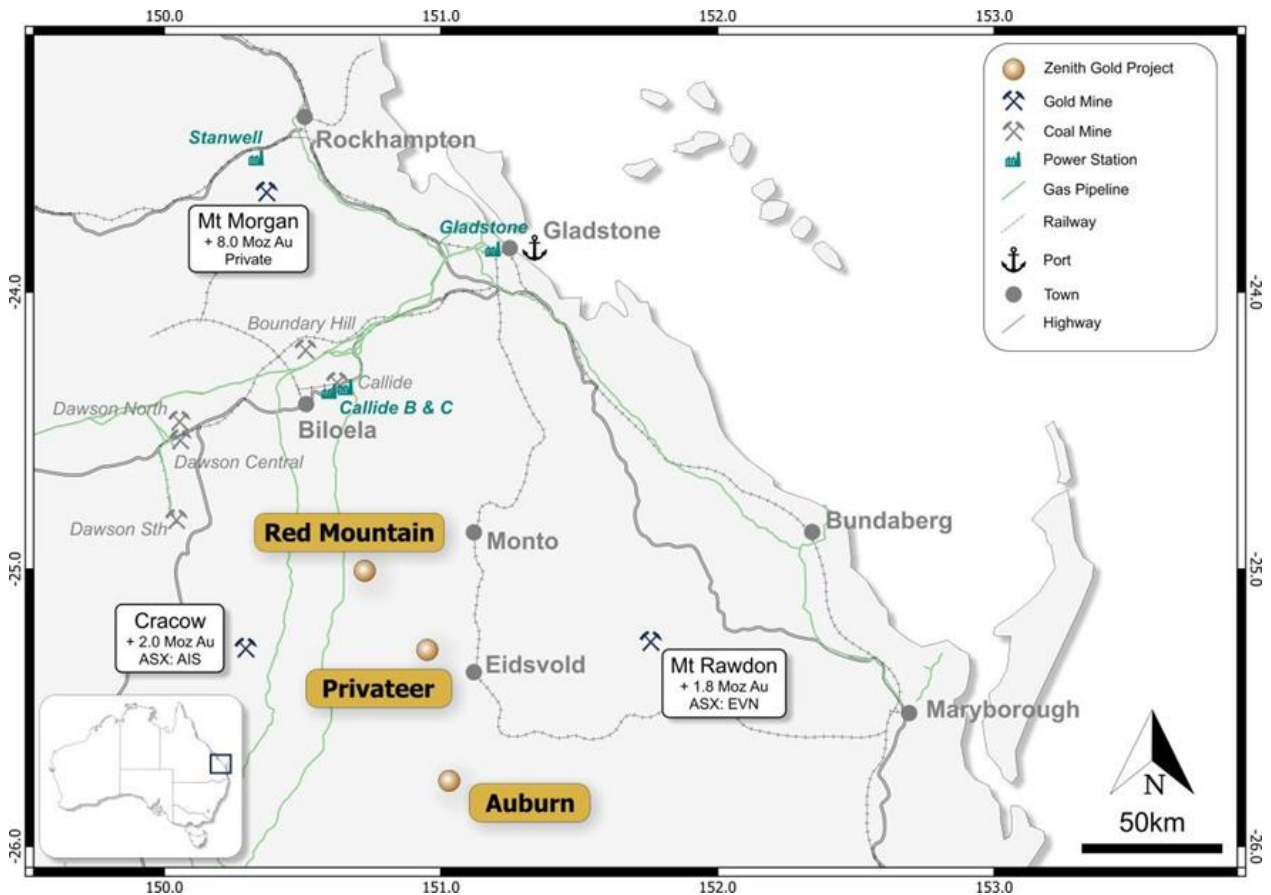 150.0
151.0
152.0
153.0
Zenith Gold Project
Gold Mine
Coal Mine
Power Station
Gas Pipeline
Railway
Port
Town
Highway
Stanwell
Rockhampton
Mt Morgan
+ 8.0 Moz Au
Private
Gladstone
Gladstone
-24.0
-24.0
Boundary Hill
Callide
Callide B & C
Dawson North
Biloela
Dawson Central
Dawson Sth
Red Mountain
Monto
Bundaberg
-25.0
-25.0
Cracow
+ 2.0 Moz Au
ASX: AIS
Privateer
Eidsvold
Mt Rawdon
+ 1.8 Moz Au
ASX: EVN
Maryborough
Auburn
N
50km
-26.0
-26.0
150.0
151.0
152.0
153.0